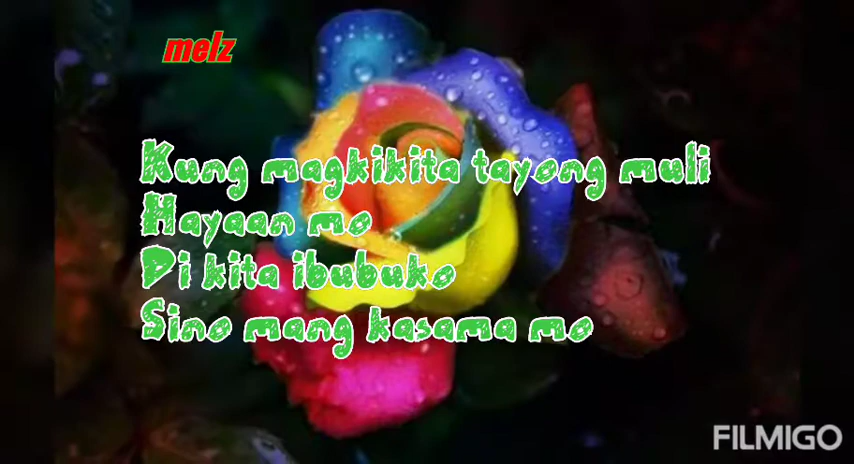 melz
Kung magkikita tayong muli
Hayaan mo
Di kita ibubuko
Sino mang kasama mo
FILMIGO